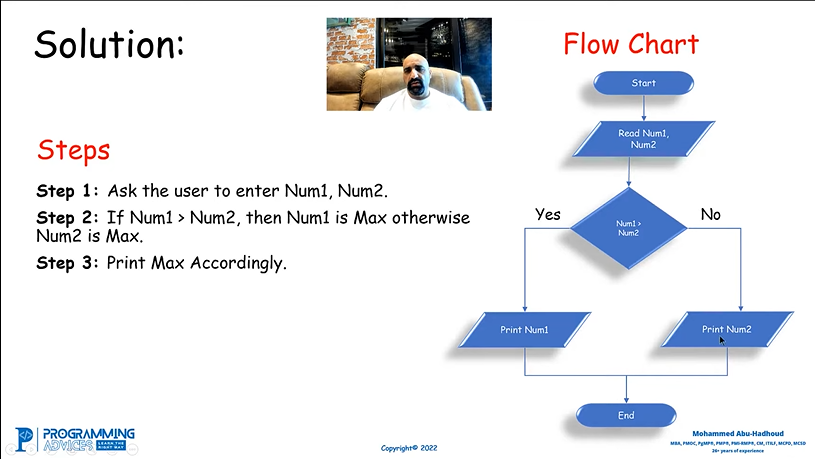 Solution:
Flow Chart
Start
Read Num1,
Num2
Steps
Step 1: Ask the user to enter Num1, Num2.
Step 2: If Num1 > Num2, then Num1 is Max otherwise
Num2 is Max.
Step 3: Print Max Accordingly.
Yes
No
Num1 >
Num2
Print Num1
Print Num2
End
PROGRAMMING
ADVICES LEARN THE
RIGHT WAY
Copyright© 2022
Mohammed Abu-Hadhoud
MBA, PMOC, PgMP®, PMP®, PMI-RMP®, CM, ITILF, MCPD, MCSD
26+ years of experience